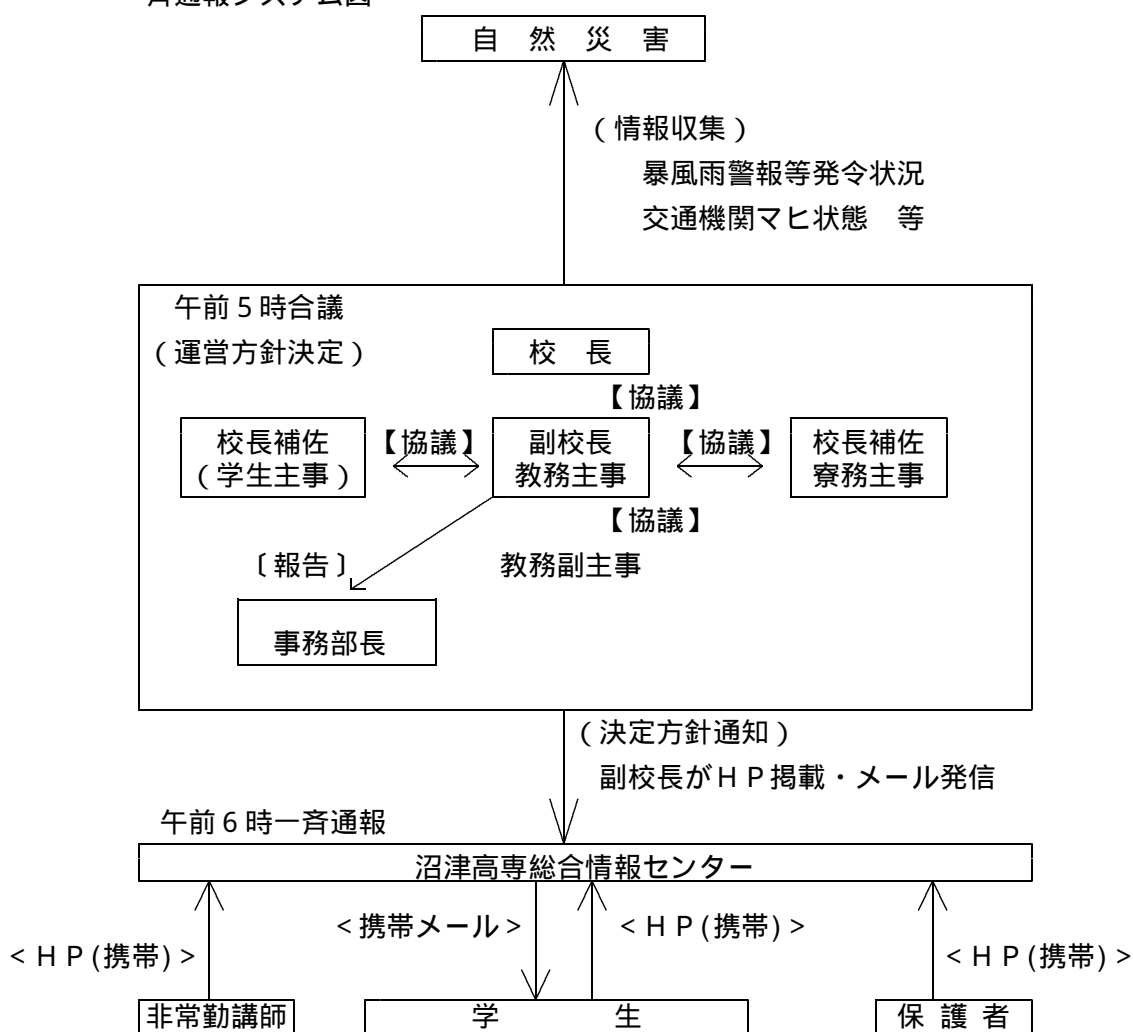 自 然 災 害
(情報収集)
暴風雨警報等発令状況
交通機関マヒ状態 等
午前5時合議
(運営方針決定)
校 長
【協議】
校長補佐
(学生主事)
【協議】
副校長
教務主事
【協議】
校長補佐
寮務主事
【協議】
〔報告〕
教務副主事
事務部長
(決定方針通知)
副校長がHP掲載・メール発信
午前6時一斉通報
沼津高専総合情報センター
<携帯メール>
<HP(携帯)>
<HP(携帯)>
<HP(携帯)>
非常勤講師
学 生
保 護 者